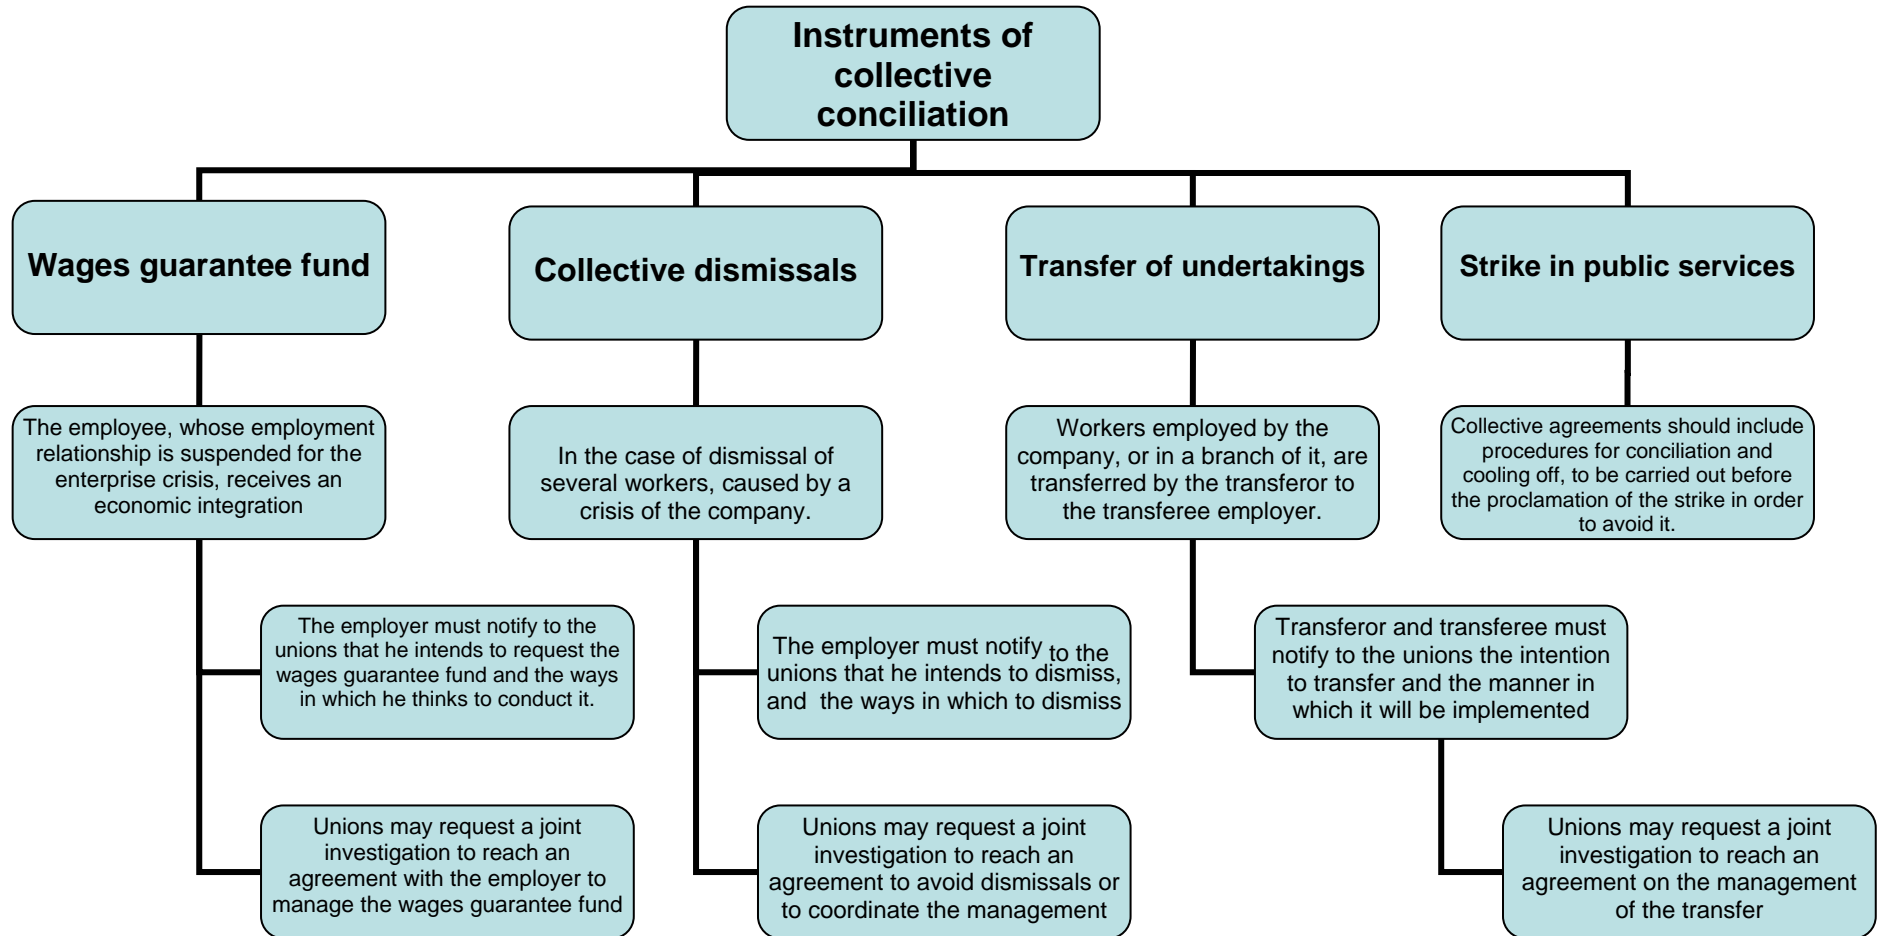 Instruments of
collective
conciliation
Wages guarantee fund
Collective dismissals
Transfer of undertakings
Strike in public services
The employee, whose employment
relationship is suspended for the
enterprise crisis, receives an
economic integration
In the case of dismissal of
several workers, caused by a
crisis of the company.
Workers employed by the
company, or in a branch of it, are
transferred by the transferor to
the transferee employer.
Collective agreements should include
procedures for conciliation and
cooling off, to be carried out before
the proclamation of the strike in order
to avoid it.
The employer must notify to the
unions that he intends to request the
wages guarantee fund and the ways
in which he thinks to conduct it.
The employer must notify to the
unions that he intends to dismiss,
and the ways in which to dismiss
Transferor and transferee must
notify to the unions the intention
to transfer and the manner in
which it will be implemented
Unions may request a joint
investigation to reach an
agreement with the employer to
manage the wages guarantee fund
Unions may request a joint
investigation to reach an
agreement to avoid dismissals or
to coordinate the management
Unions may request a joint
investigation to reach an
agreement on the management
of the transfer